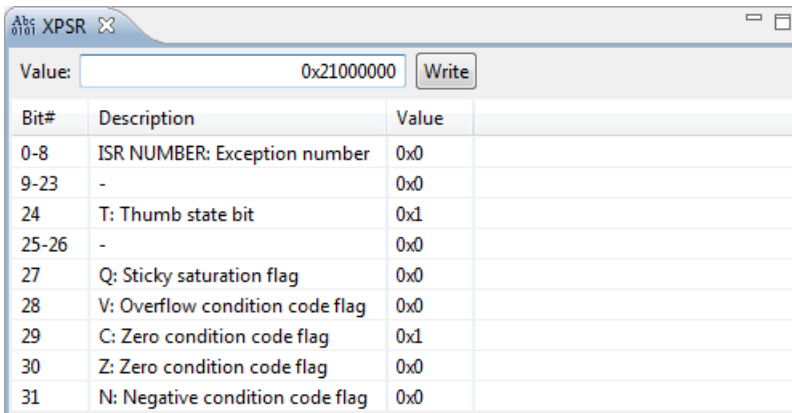 Abc 0101 XPSR
Value: 0x21000000 Write
Bit# Description Value
0-8 ISR NUMBER: Exception number 0x0
9-23 - 0x0
24 T: Thumb state bit 0x1
25-26 - 0x0
27 Q: Sticky saturation flag 0x0
28 V: Overflow condition code flag 0x0
29 C: Zero condition code flag 0x1
30 Z: Zero condition code flag 0x0
31 N: Negative condition code flag 0x0